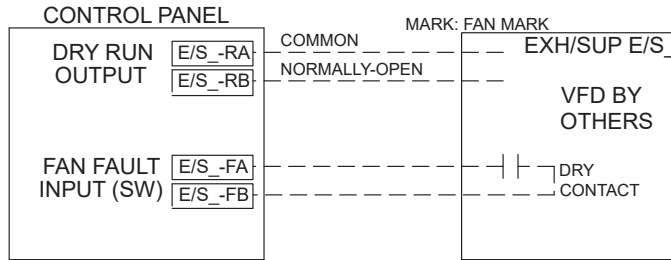 CONTROL PANEL
MARK: FAN MARK
DRY RUN
OUTPUT
E/S_-RA
E/S_-RB
COMMON
NORMALLY-OPEN
EXH/SUP E/S_
VFD BY
OTHERS
FAN FAULT
INPUT (SW)
E/S_-FA
E/S_-FB
DRY
CONTACT